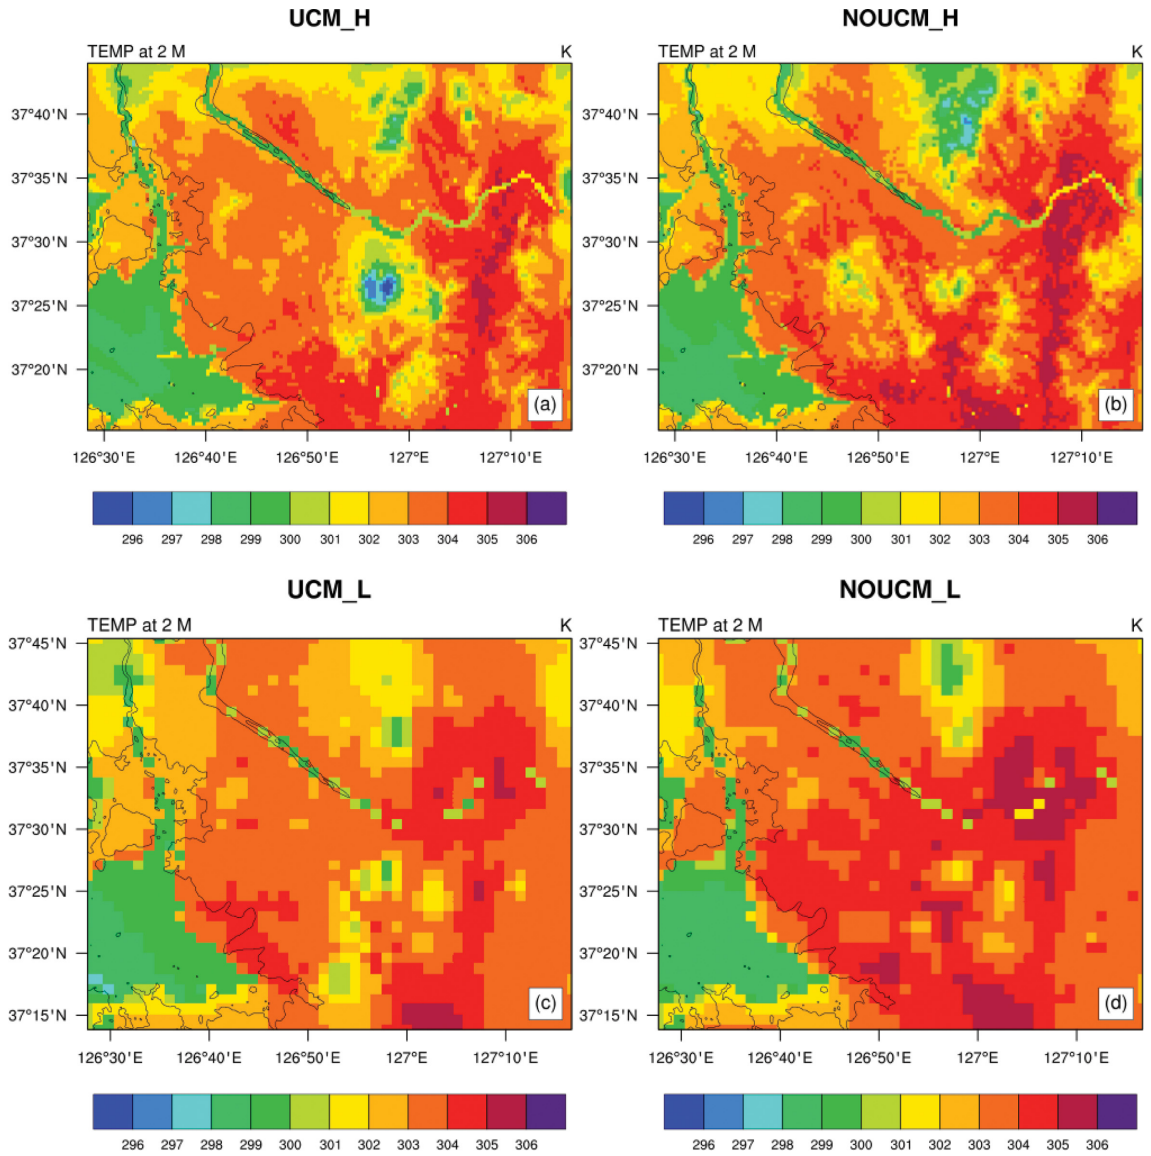 UCM_H
NOUCM_H
TEMP at 2 M K
TEMP at 2 M K
37°40'N
37°35'N
37°30'N
37°25'N
37°20'N
(a)
126°30'E 126°40'E 126°50'E 127°E 127°10'E
296 297 298 299 300 301 302 303 304 305 306
37°40'N
37°35'N
37°30'N
37°25'N
37°20'N
(b)
126°30'E 126°40'E 126°50'E 127°E 127°10'E
296 297 298 299 300 301 302 303 304 305 306
UCM_L
NOUCM_L
TEMP at 2 M K
TEMP at 2 M K
37°45'N
37°40'N
37°35'N
37°30'N
37°25'N
37°20'N
37°15'N
(c)
126°30'E 126°40'E 126°50'E 127°E 127°10'E
296 297 298 299 300 301 302 303 304 305 306
37°45'N
37°40'N
37°35'N
37°30'N
37°25'N
37°20'N
37°15'N
(d)
126°30'E 126°40'E 126°50'E 127°E 127°10'E
296 297 298 299 300 301 302 303 304 305 306